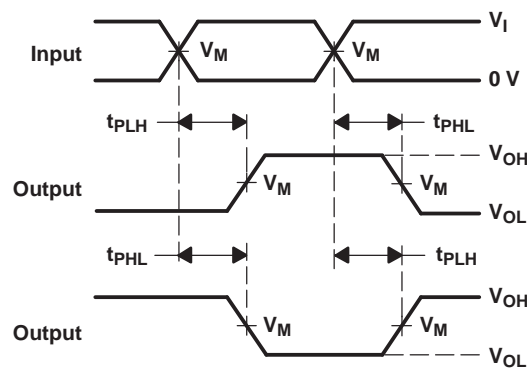 V_I
Input
V_M
V_M
0 V
t_PLH
t_PHL
V_OH
Output
V_M
V_M
V_OL
t_PHL
t_PLH
V_OH
Output
V_M
V_M
V_OL